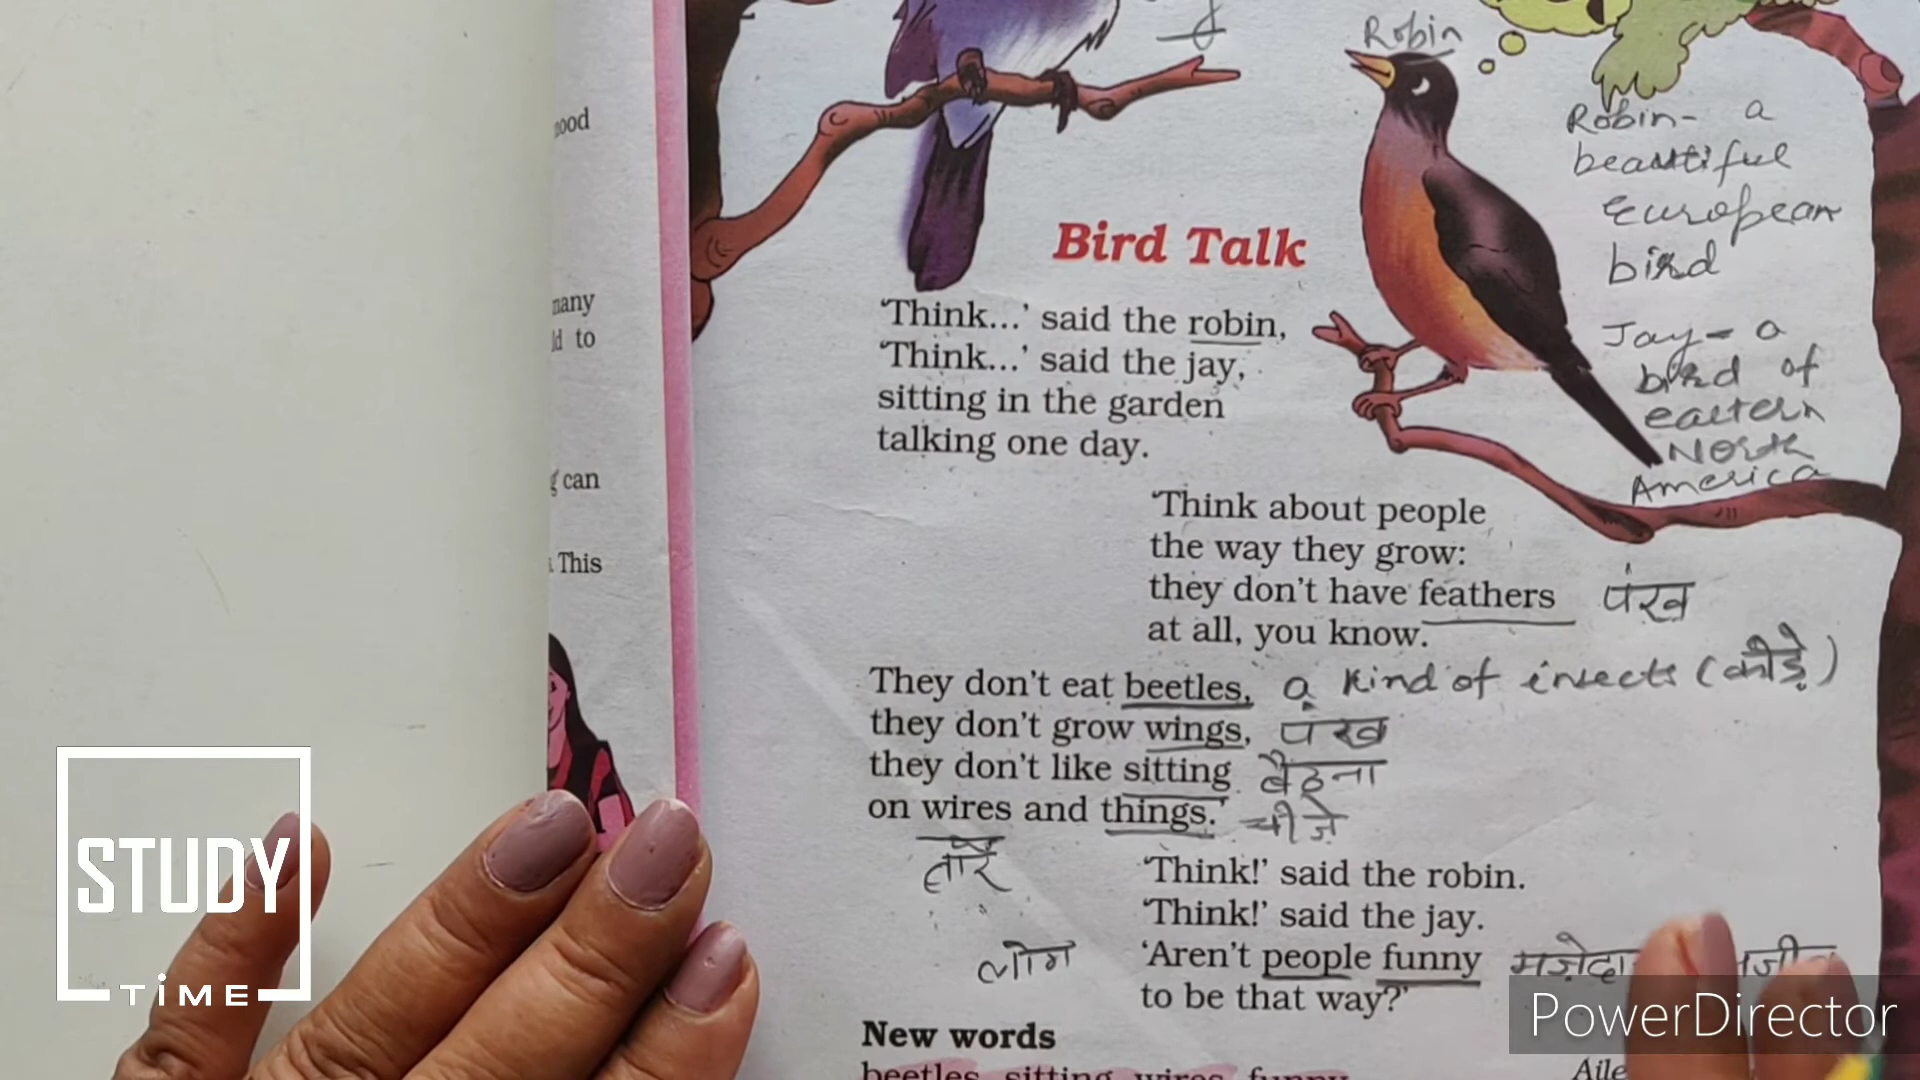 Robin
Robin- a
beautiful
European
bird
ood
many
ld to
can
This
Bird Talk
'Think...' said the robin,
'Think...' said the jay,
sitting in the garden
talking one day.
Jay- a
bird of
eastern
North
America
'Think about people
the way they grow:
they don't have feathers पंख
at all, you know.
They don't eat beetles, a kind of insects (कीड़े)
they don't grow wings, पंख
they don't like sitting बैठना
on wires and things.' चीजे
तारें
'Think!' said the robin.
'Think!' said the jay.
लोग 'Aren't people funny
to be that way?'
New words
beetles sitting wires funny
STUDY
TiME
PowerDirector